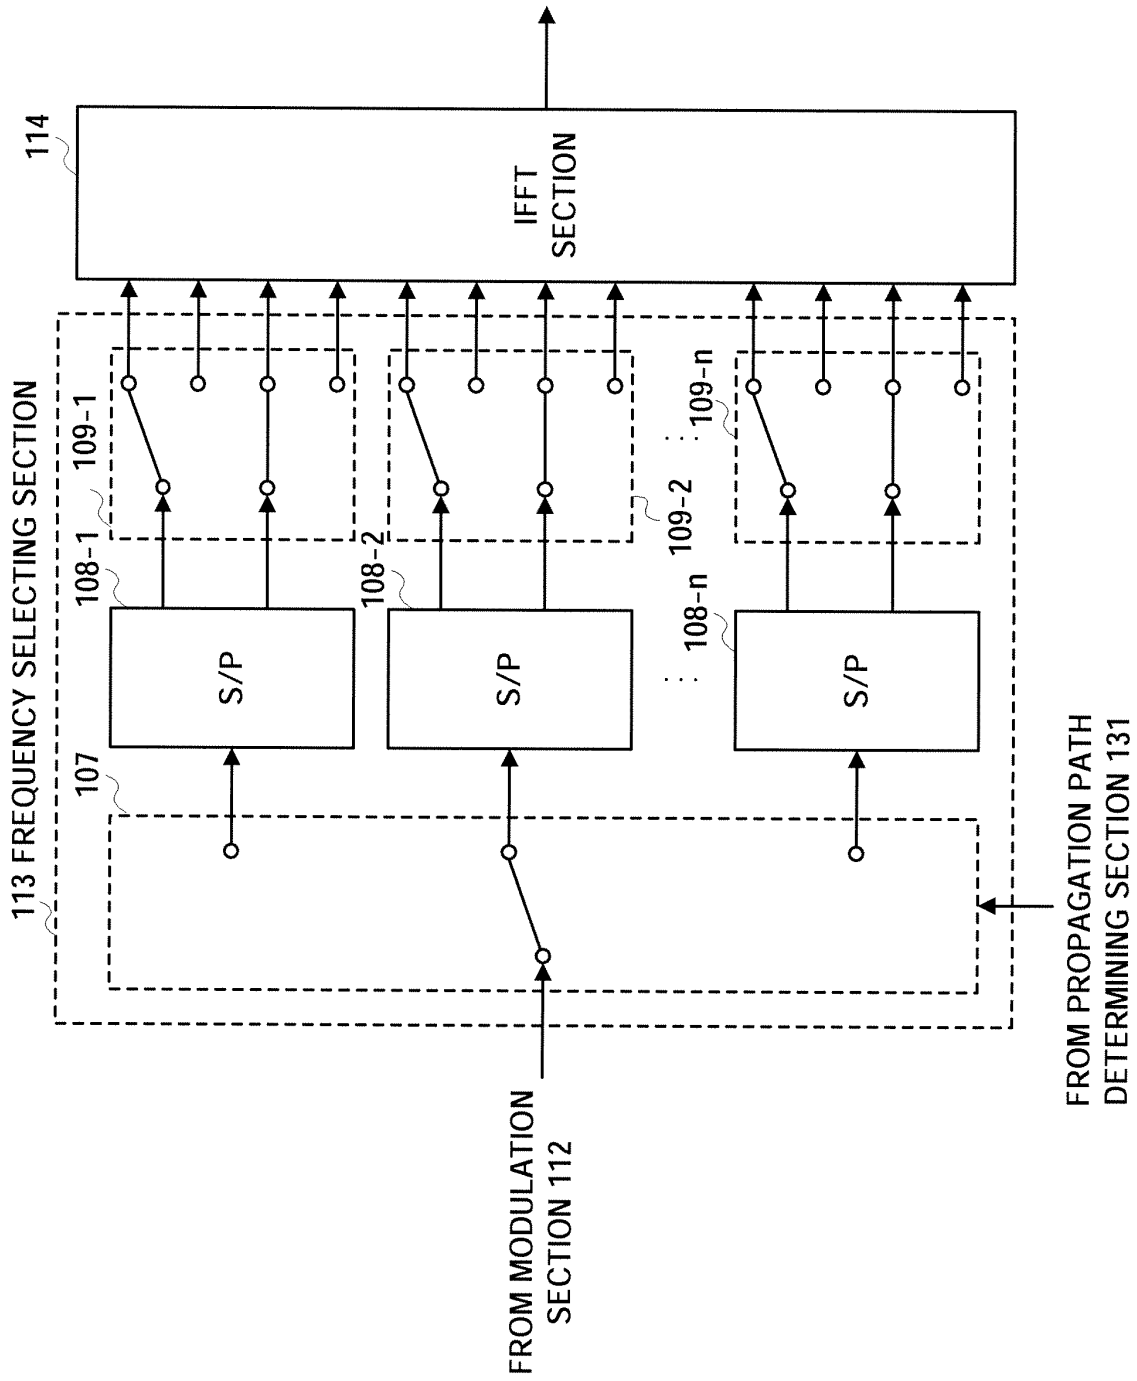 113 FREQUENCY SELECTING SECTION
107
108-1
109-1
114
S/P
108-2
S/P
109-2
IFFT
SECTION
FROM MODULATION
SECTION 112
⋮
⋮
108-n
109-n
S/P
FROM PROPAGATION PATH
DETERMINING SECTION 131